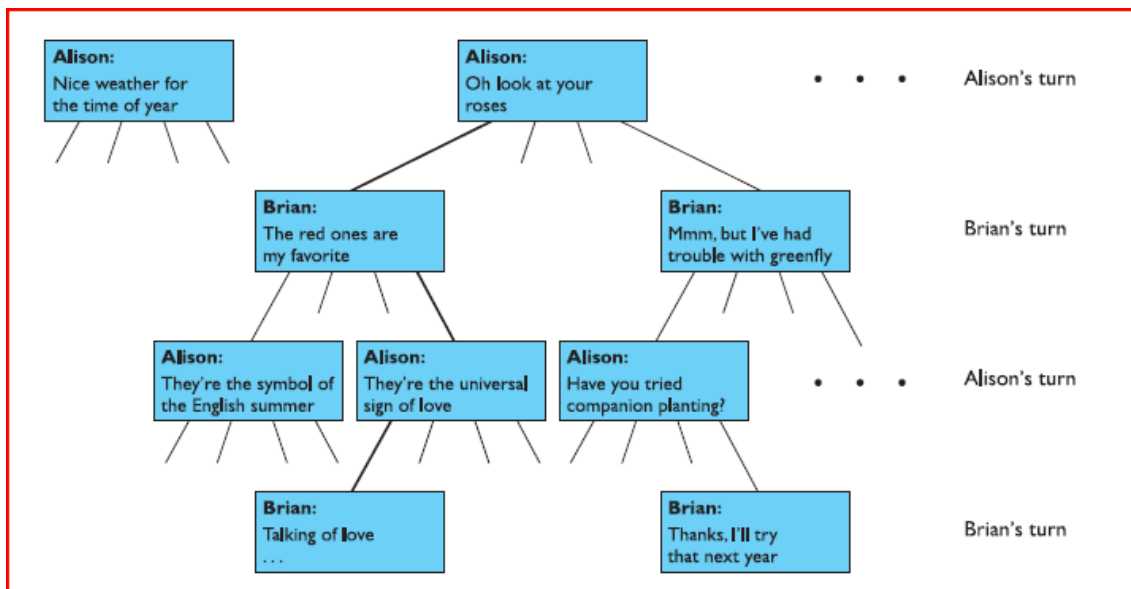 Alison:
Nice weather for
the time of year
Alison:
Oh look at your
roses
Alison's turn
Brian:
The red ones are
my favorite
Brian:
Mmm, but I've had
trouble with greenfly
Brian's turn
Alison:
They're the symbol of
the English summer
Alison:
They're the universal
sign of love
Alison:
Have you tried
companion planting?
Alison's turn
Brian:
Talking of love
. . .
Brian:
Thanks, I'll try
that next year
Brian's turn